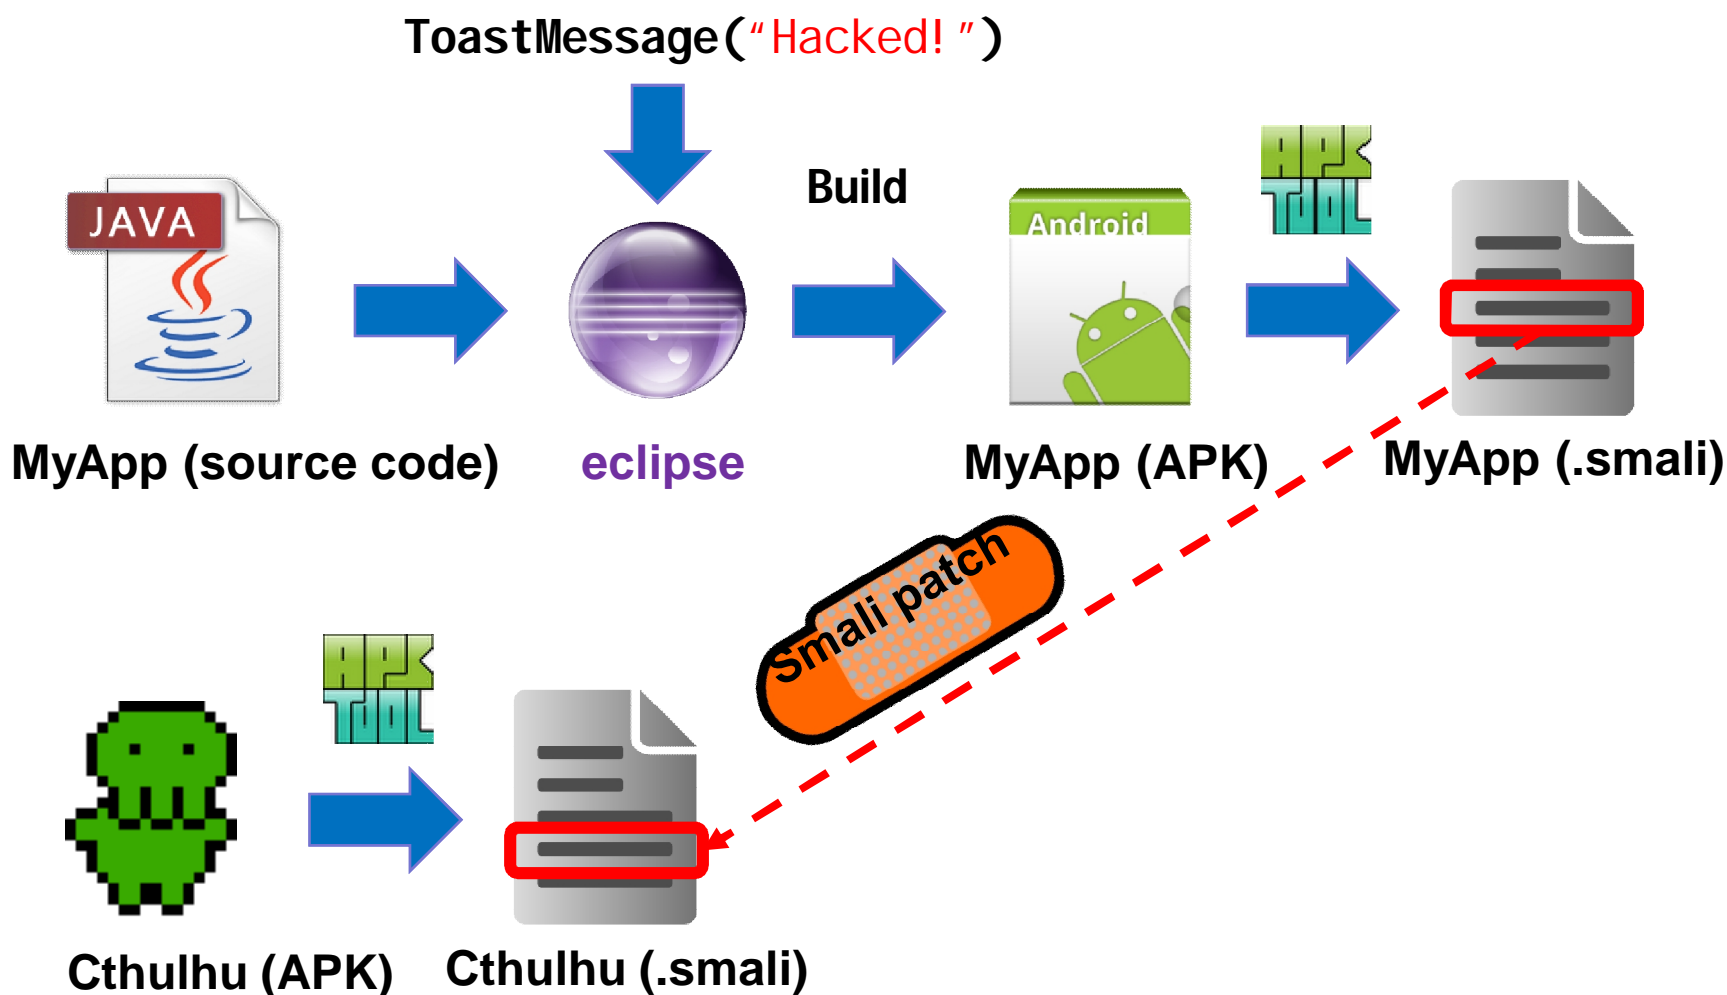 ToastMessage("Hacked!")
Build
JAVA
Android
APK
TOOL
MyApp (source code)
eclipse
MyApp (APK)
MyApp (.smali)
Smali patch
APK
TOOL
Cthulhu (APK)
Cthulhu (.smali)